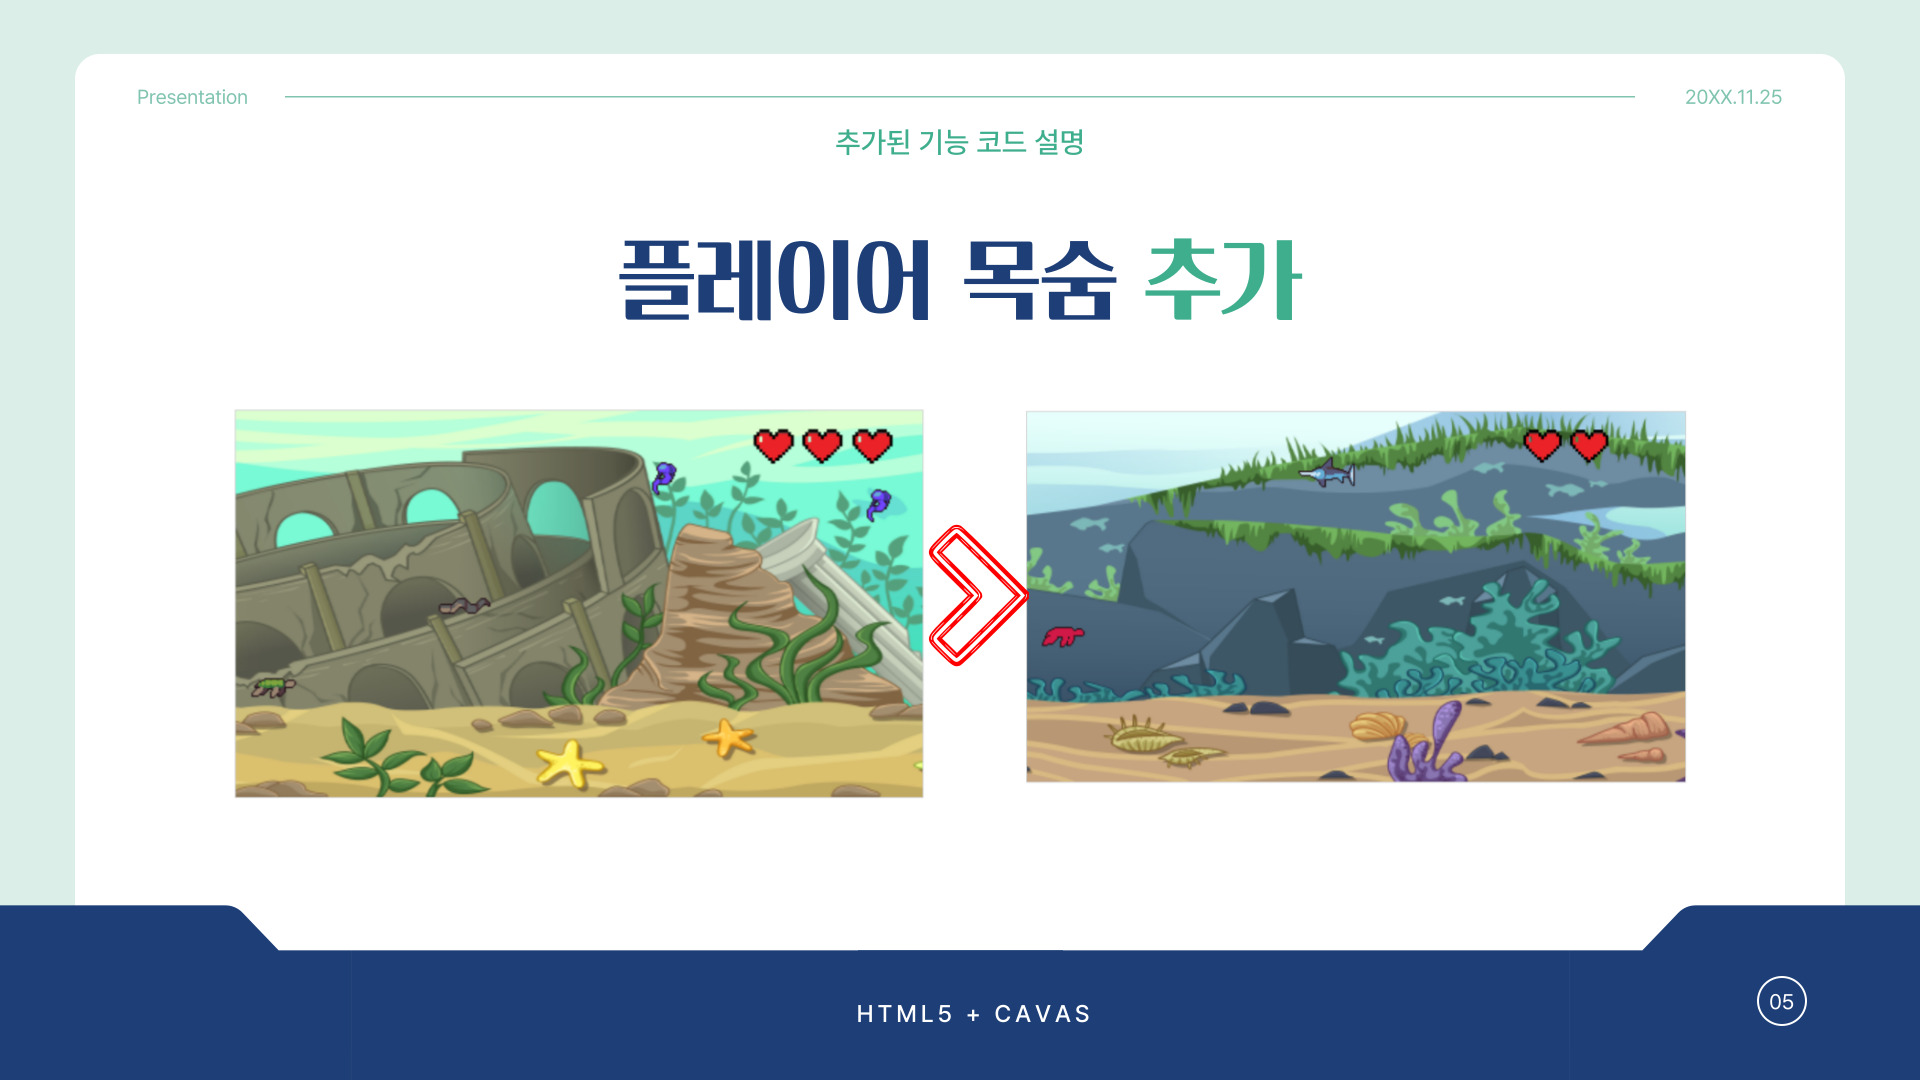 Presentation
20XX.11.25
추가된 기능 코드 설명
플레이어 목숨 추가
HTML5 + CAVAS
05